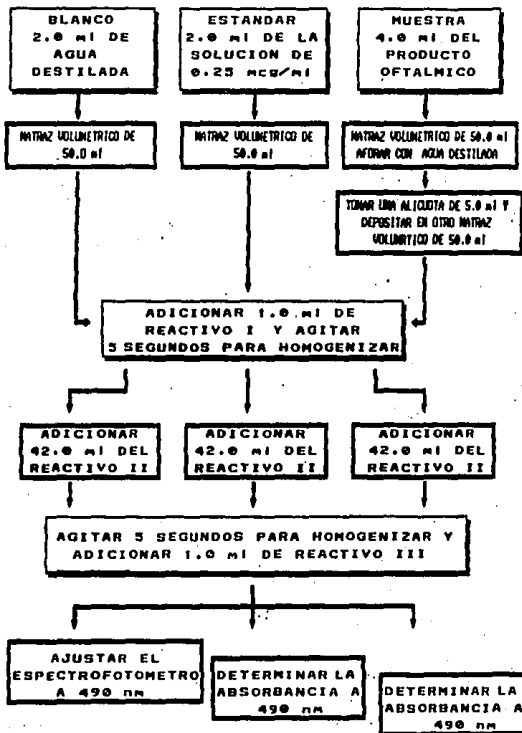 BLANCO
2.0 ml DE
AGUA
DESTILADA
ESTANDAR
2.0 ml DE LA
SOLUCION DE
0.25 mcg/ml
MUESTRA
4.0 ml DEL
PRODUCTO
OFTALMICO
NATRAZ VOLUMETRICO DE
50.0 ml
NATRAZ VOLUMETRICO DE
50.0 ml
NATRAZ VOLUMETRICO DE 50.0 ml
AFORAR CON AGUA DESTILADA
TOMAR UNA ALICUOTA DE 5.0 ml Y
DEPOSITAR EN OTRO NATRAZ
VOLUMRTICO DE 50.0 ml
ADICIONAR 1.0 ml DE
REACTIVO I Y AGITAR
5 SEGUNDOS PARA HOMOGENIZAR
ADICIONAR
42.0 ml DEL
REACTIVO II
ADICIONAR
42.0 ml DEL
REACTIVO II
ADICIONAR
42.0 ml DEL
REACTIVO II
AGITAR 5 SEGUNDOS PARA HOMOGENIZAR Y
ADICIONAR 1.0 ml DE REACTIVO III
AJUSTAR EL
ESPECTROFOTOMETRO
A 490 nm
DETERMINAR LA
ABSORBANCIA A
490 nm
DETERMINAR LA
ABSORBANCIA A
490 nm